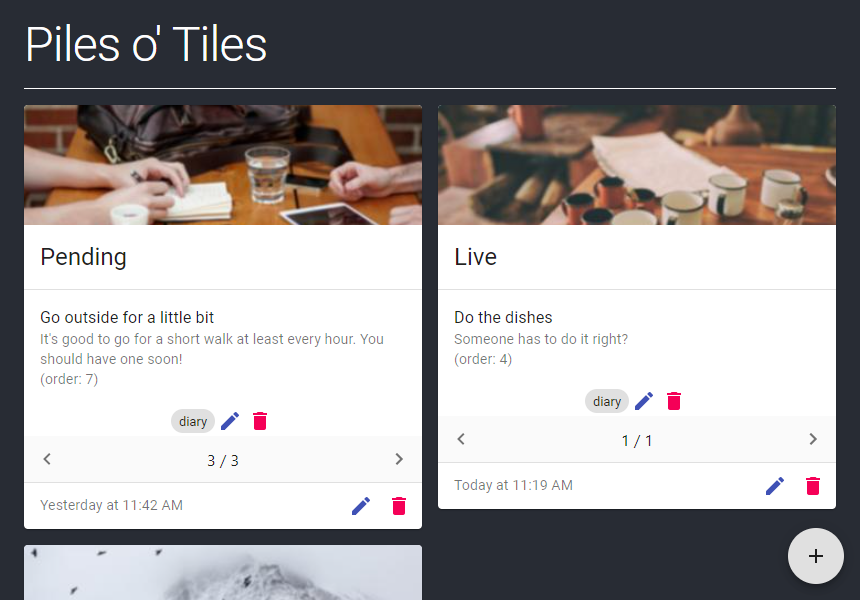 Piles o' Tiles
Pending
Go outside for a little bit
It's good to go for a short walk at least every hour. You
should have one soon!
(order: 7)
diary
3 / 3
Yesterday at 11:42 AM
Live
Do the dishes
Someone has to do it right?
(order: 4)
diary
1 / 1
Today at 11:19 AM